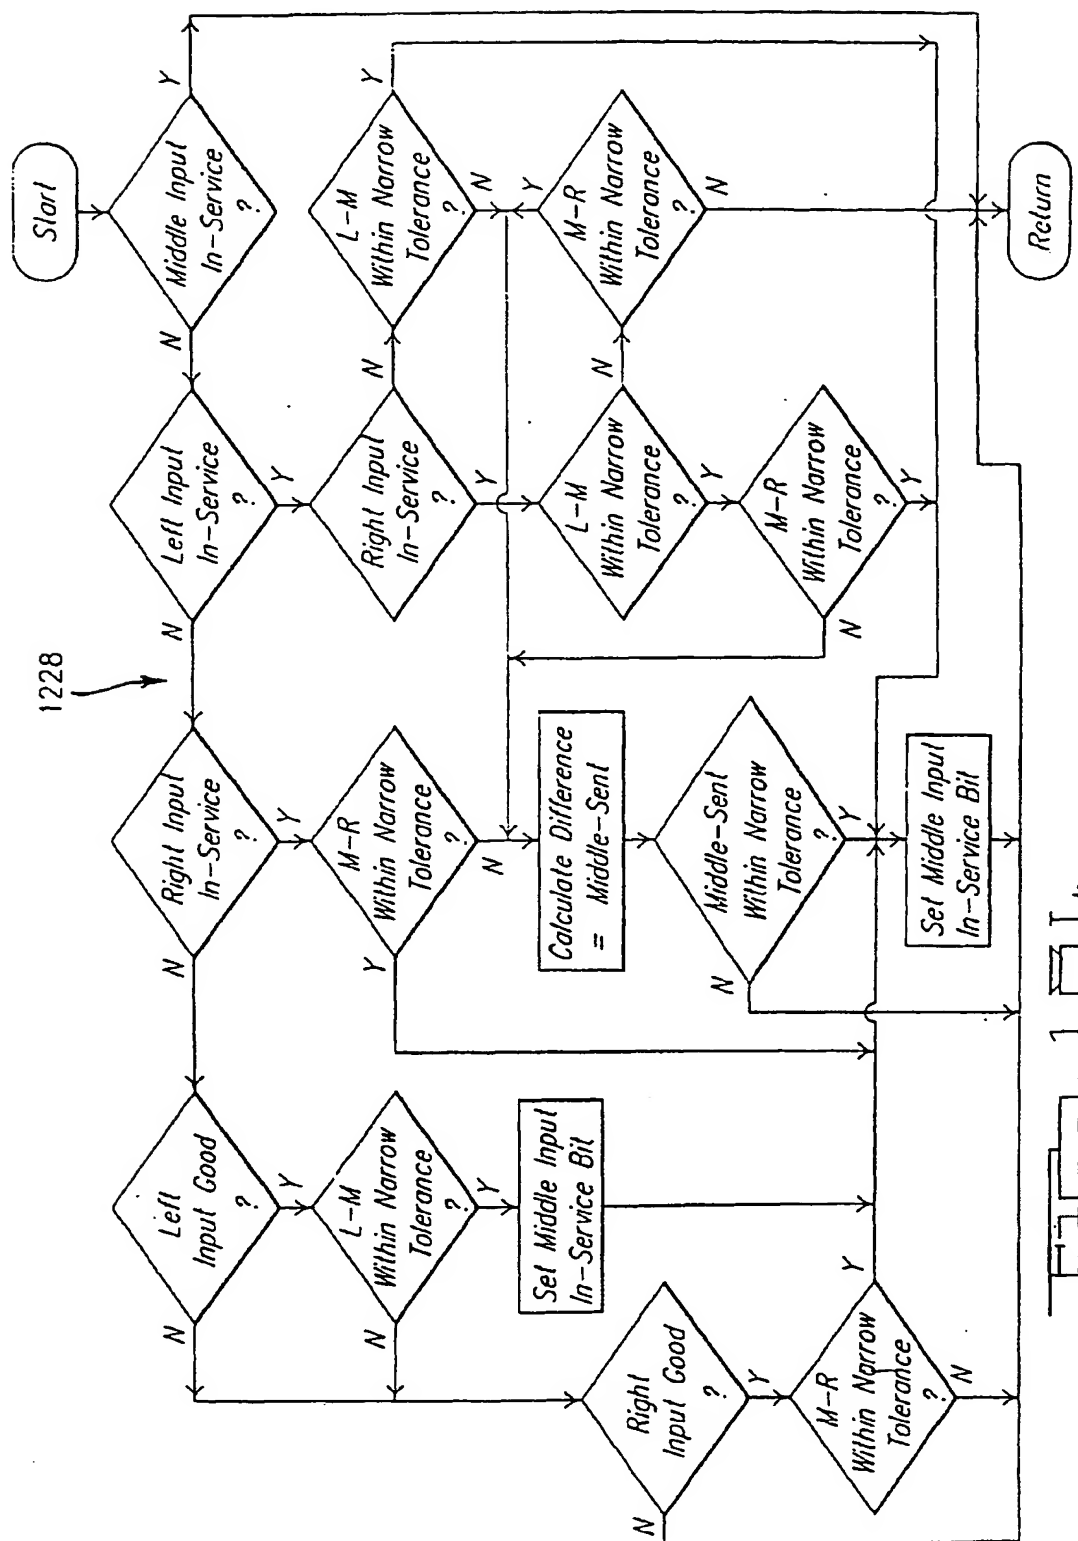 Start
Middle Input
In-Service
?
Y
N
Left Input
In-Service
?
N
Y
1228
Right Input
In-Service
?
N
Y
Left
Input Good
?
N
Y
Right Input
In-Service
?
N
Y
L-M
Within Narrow
Tolerance
?
Y
N
M-R
Within Narrow
Tolerance
?
Y
N
L-M
Within Narrow
Tolerance
?
N
Y
L-M
Within Narrow
Tolerance
?
N
Y
M-R
Within Narrow
Tolerance
?
Y
N
Calculate Difference
= Middle-Sent
Set Middle Input
In-Service Bit
Right
Input Good
?
N
Y
M-R
Within Narrow
Tolerance
?
N
Y
Middle-Sent
Within Narrow
Tolerance
?
N
Y
M-R
Within Narrow
Tolerance
?
Y
N
Set Middle Input
In-Service Bit
Return